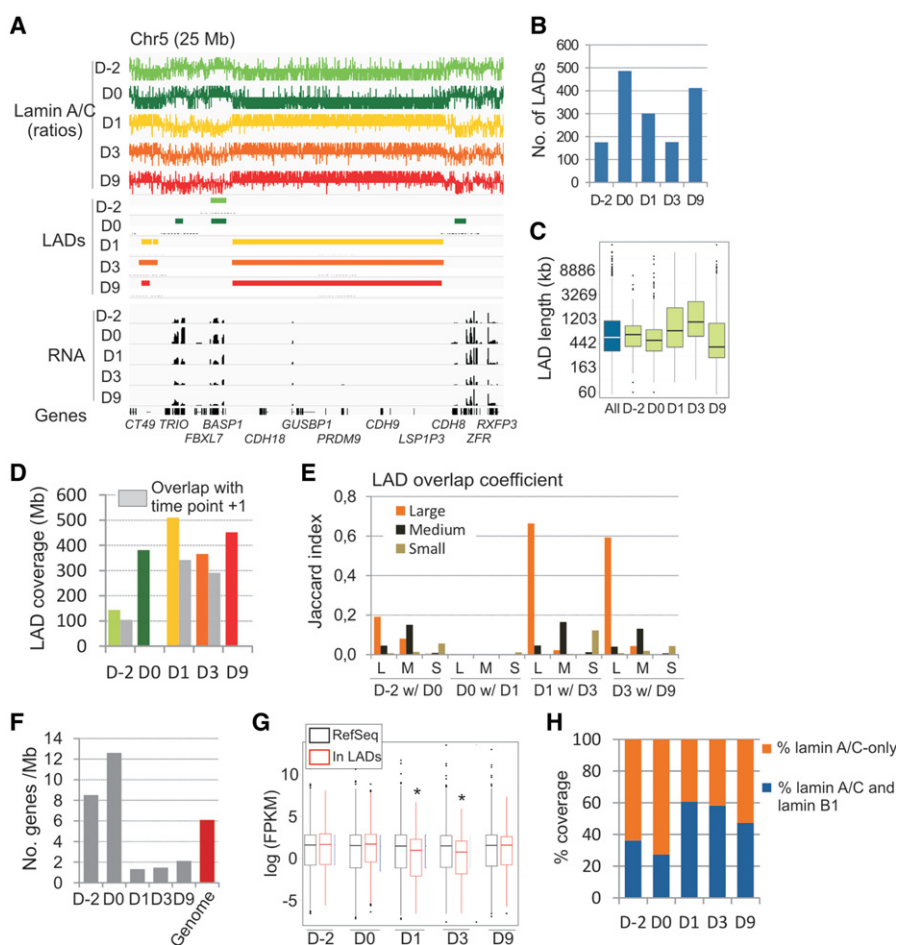 A
Chr5 (25 Mb)
Lamin A/C
(ratios)
D-2
D0
D1
D3
D9
LADs
D-2
D0
D1
D3
D9
RNA
D-2
D0
D1
D3
D9
Genes
CT49 TRIO BASP1 GUSBP1 CDH9 CDH8 RXFP3
FBXL7 CDH18 PRDM9 LSP1P3 ZFR
B
No. of LADs
600
500
400
300
200
100
0
D-2 D0 D1 D3 D9
C
LAD length (kb)
8886
3269
1203
442
163
60
All D-2 D0 D1 D3 D9
D
LAD coverage (Mb)
600
500
400
300
200
100
0
Overlap with
time point +1
D-2 D0 D1 D3 D9
E
LAD overlap coefficient
Jaccard index
0,8
0,6
0,4
0,2
0,0
Large
Medium
Small
L M S L M S L M S L M S
D-2 w/ D0 D0 w/ D1 D1 w/ D3 D3 w/ D9
F
No. genes /Mb
14
12
10
8
6
4
2
0
D-2 D0 D1 D3 D9 Genome
G
RefSeq
In LADs
log (FPKM)
10
5
0
-5
* *
D-2 D0 D1 D3 D9
H
% coverage
100
80
60
40
20
0
% lamin A/C-only
% lamin A/C and
lamin B1
D-2 D0 D1 D3 D9